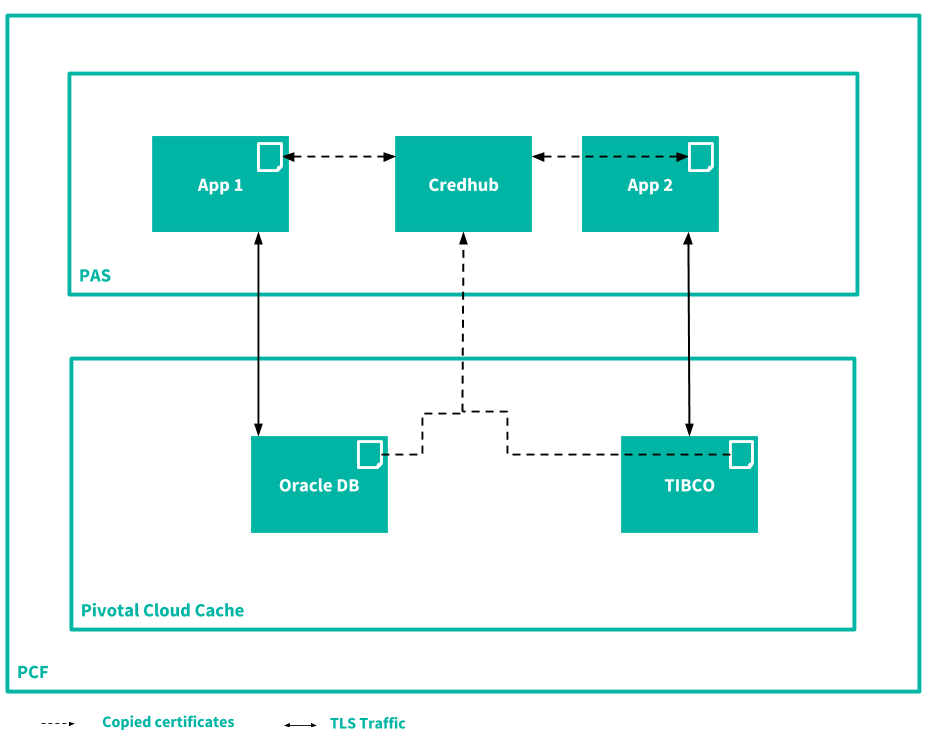 App 1
Credhub
App 2
PAS
Oracle DB
TIBCO
Pivotal Cloud Cache
PCF
Copied certificates
TLS Traffic